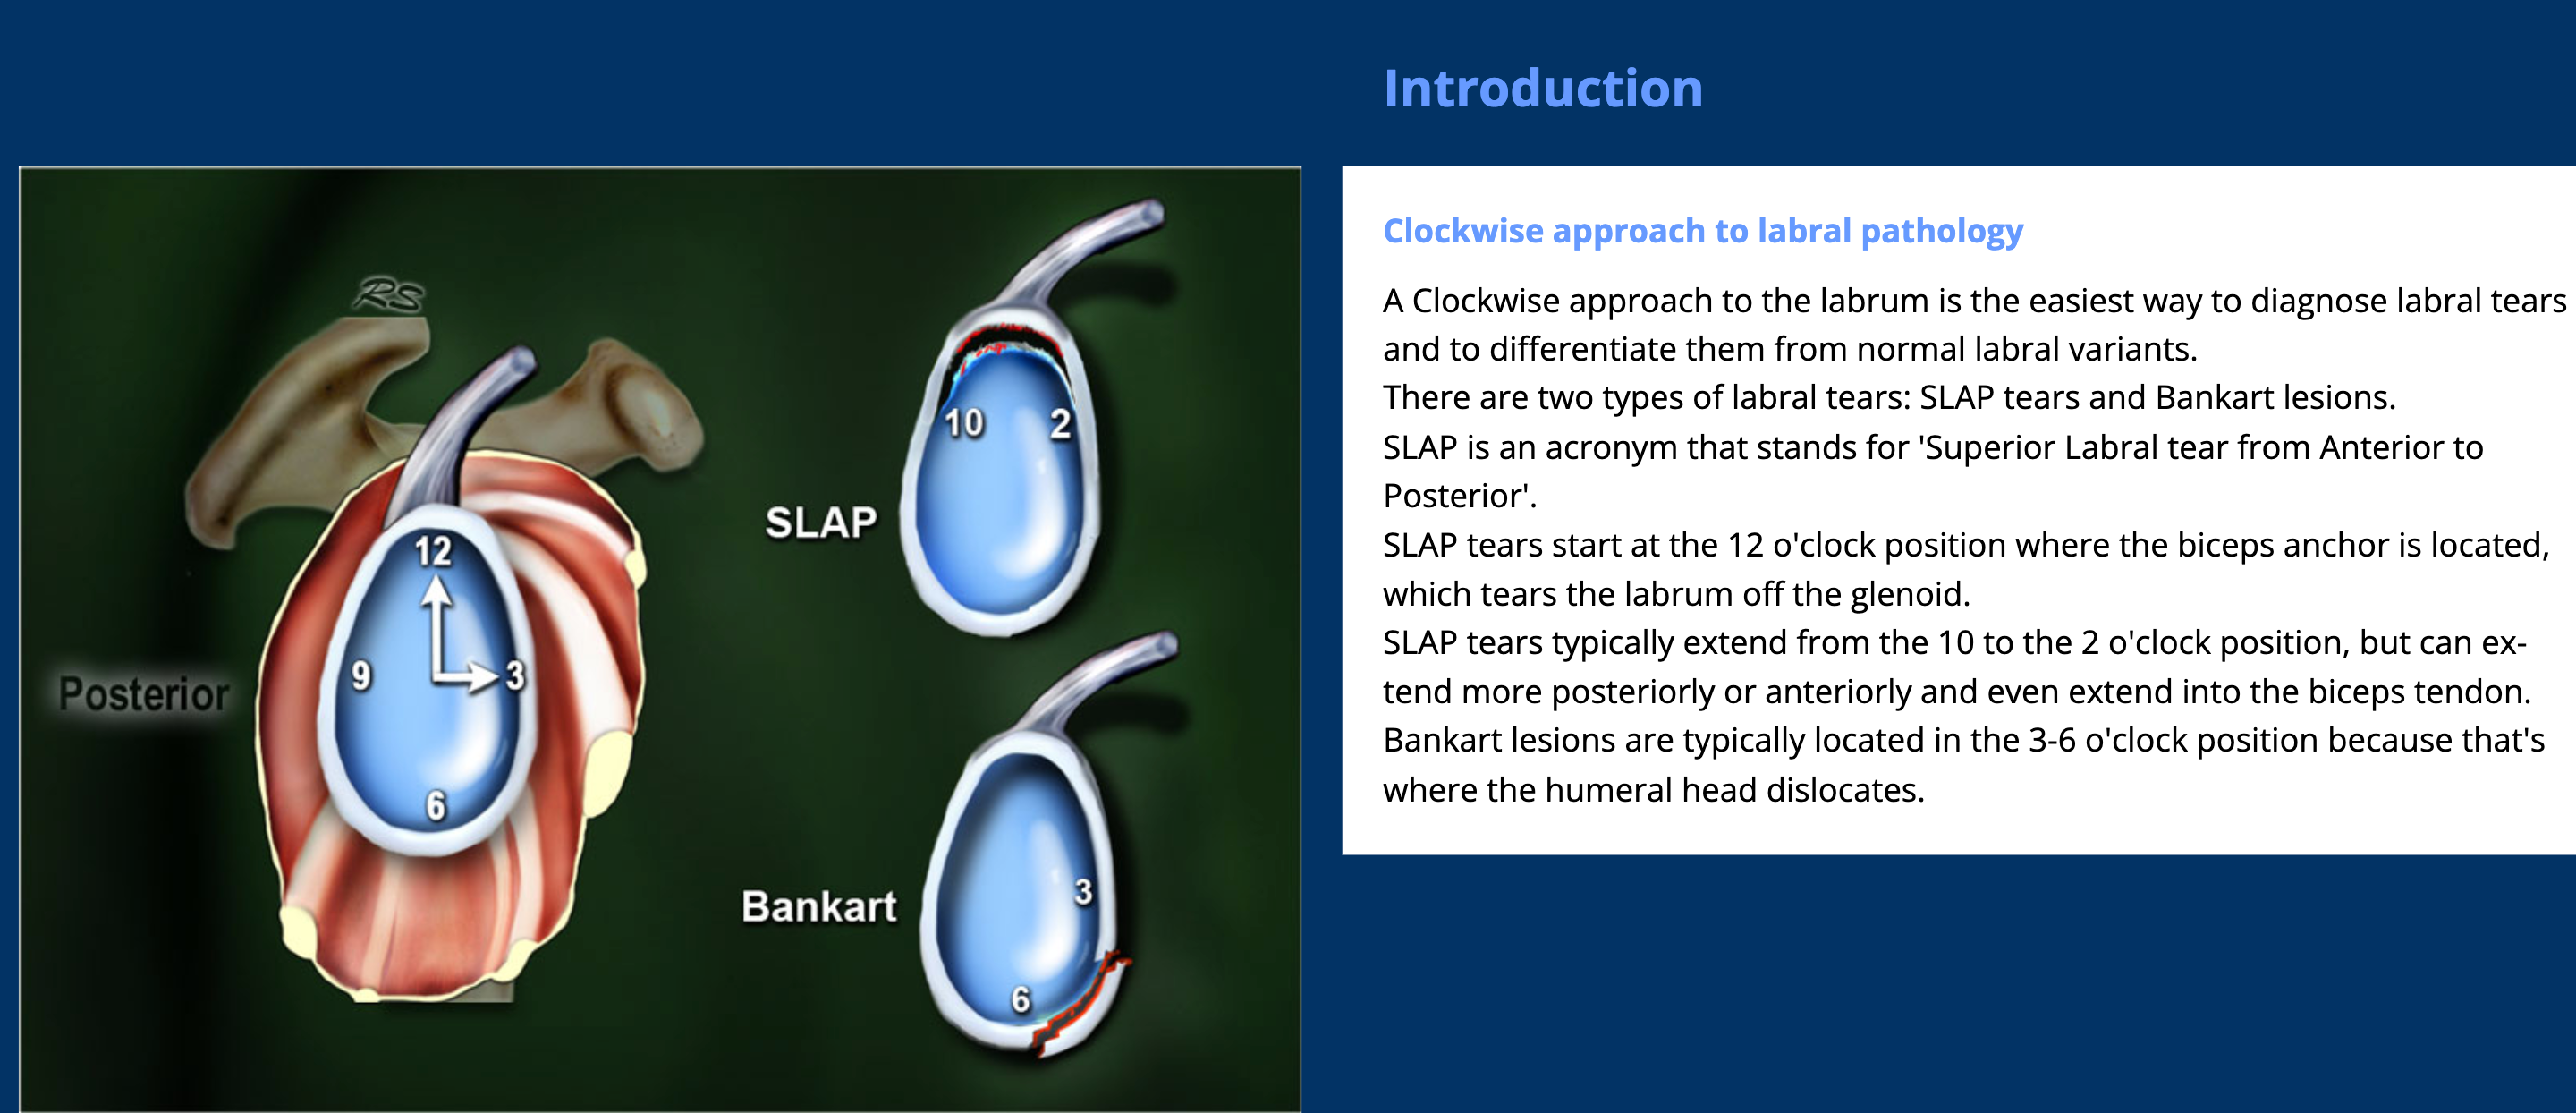 Introduction
RS
12
9
3
6
Posterior
10
2
SLAP
3
6
Bankart
Clockwise approach to labral pathology
A Clockwise approach to the labrum is the easiest way to diagnose labral tears
and to differentiate them from normal labral variants.
There are two types of labral tears: SLAP tears and Bankart lesions.
SLAP is an acronym that stands for 'Superior Labral tear from Anterior to
Posterior'.
SLAP tears start at the 12 o'clock position where the biceps anchor is located,
which tears the labrum off the glenoid.
SLAP tears typically extend from the 10 to the 2 o'clock position, but can ex-
tend more posteriorly or anteriorly and even extend into the biceps tendon.
Bankart lesions are typically located in the 3-6 o'clock position because that's
where the humeral head dislocates.